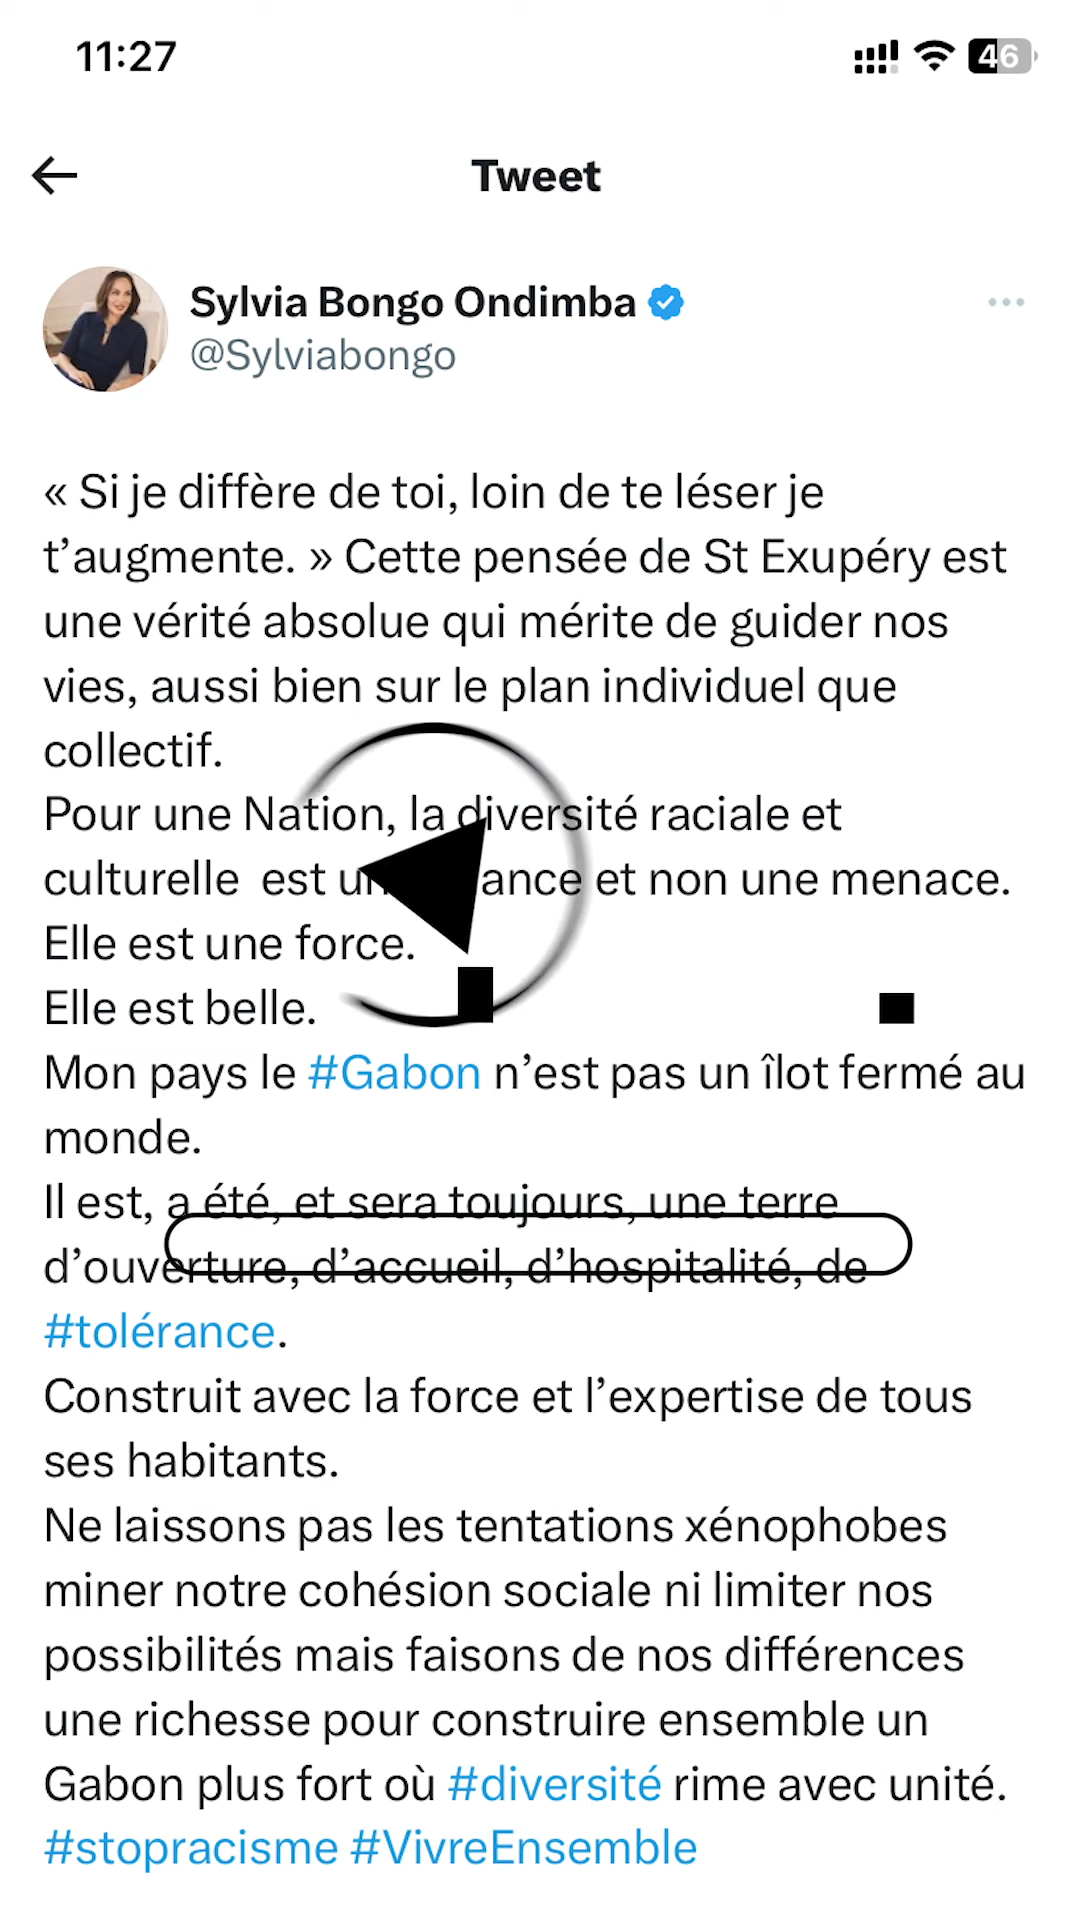 11:27
46
Tweet
Sylvia Bongo Ondimba
@Sylviabongo
« Si je diffère de toi, loin de te léser je
t’augmente. » Cette pensée de St Exupéry est
une vérité absolue qui mérite de guider nos
vies, aussi bien sur le plan individuel que
collectif.
Pour une Nation, la diversité raciale et
culturelle est et non une menace.
Elle est une force.
Elle est belle.
Mon pays le #Gabon n’est pas un îlot fermé au
monde.
Il est, a été, et sera toujours, une terre
d’ouverture, d’accueil, d’hospitalité, de
#tolérance.
Construit avec la force et l’expertise de tous
ses habitants.
Ne laissons pas les tentations xénophobes
miner notre cohésion sociale ni limiter nos
possibilités mais faisons de nos différences
une richesse pour construire ensemble un
Gabon plus fort où #diversité rime avec unité.
#stopracisme #VivreEnsemble